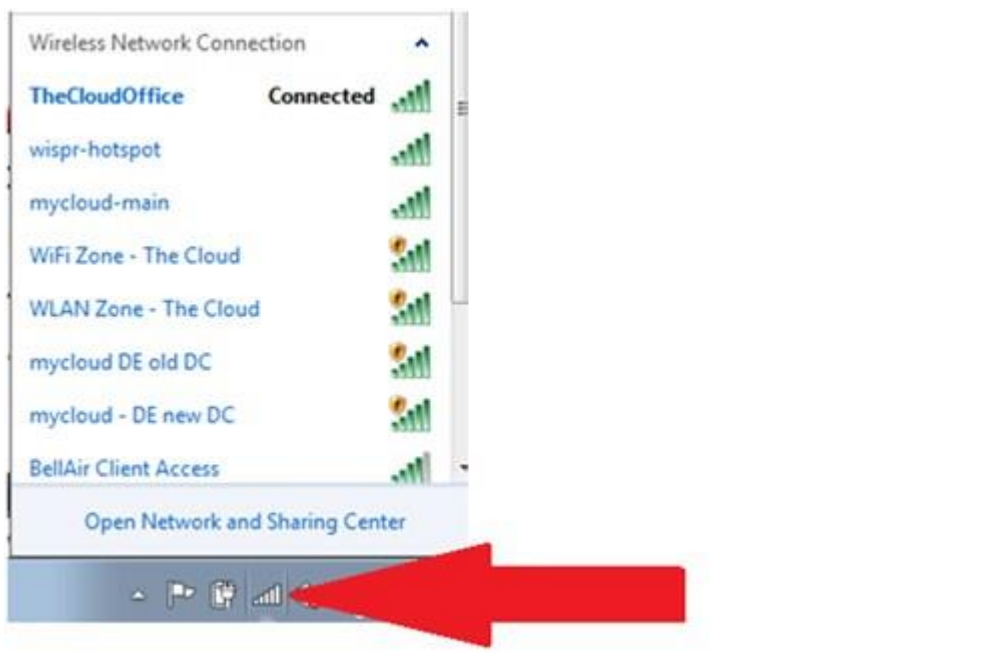 Wireless Network Connection
TheCloudOffice Connected
wispr-hotspot
mycloud-main
WiFi Zone - The Cloud
WLAN Zone - The Cloud
mycloud DE old DC
mycloud - DE new DC
BellAir Client Access
Open Network and Sharing Center